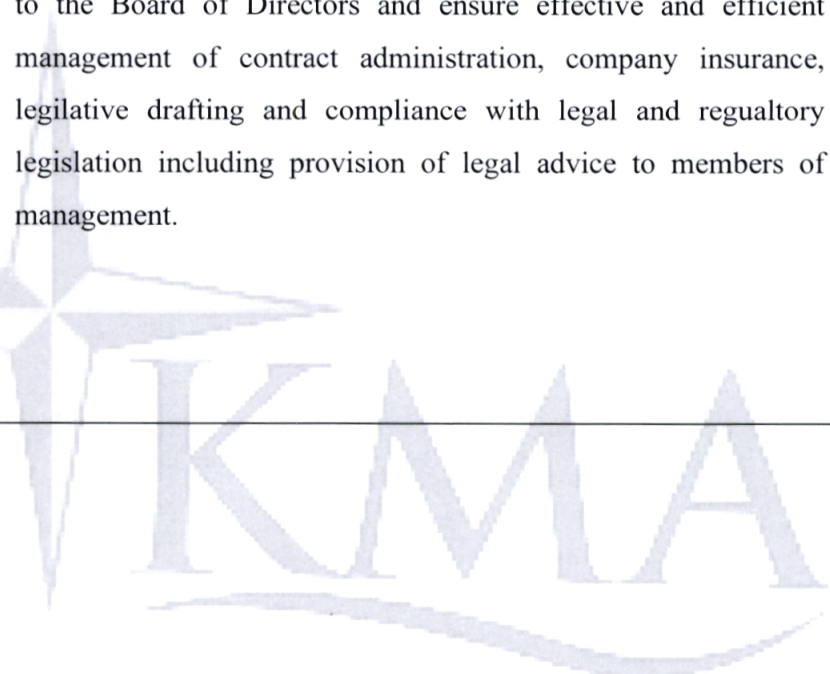 to the Board of Directors and ensure effective and efficient
management of contract administration, company insurance,
legilative drafting and compliance with legal and regualtory
legislation including provision of legal advice to members of
management.
KMA